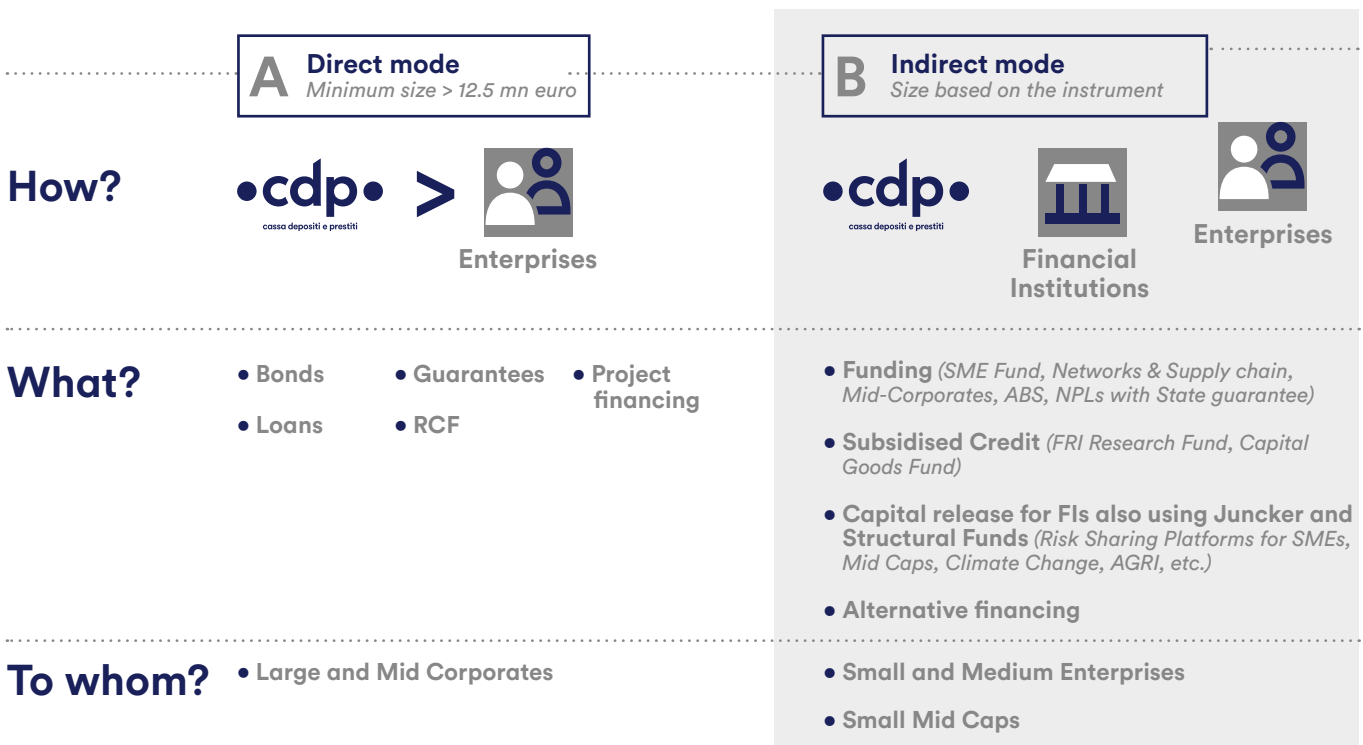 A
Direct mode
Minimum size > 12.5 mn euro
B
Indirect mode
Size based on the instrument
How?
•cdp•
cassa depositi e prestiti
>
Enterprises
•cdp•
cassa depositi e prestiti
Financial
Institutions
Enterprises
What?
• Bonds
• Guarantees
• Project
financing
• Loans
• RCF
• Funding (SME Fund, Networks & Supply chain,
Mid-Corporates, ABS, NPLs with State guarantee)
• Subsidised Credit (FRI Research Fund, Capital
Goods Fund)
• Capital release for FIs also using Juncker and
Structural Funds (Risk Sharing Platforms for SMEs,
Mid Caps, Climate Change, AGRI, etc.)
• Alternative financing
To whom?
• Large and Mid Corporates
• Small and Medium Enterprises
• Small Mid Caps